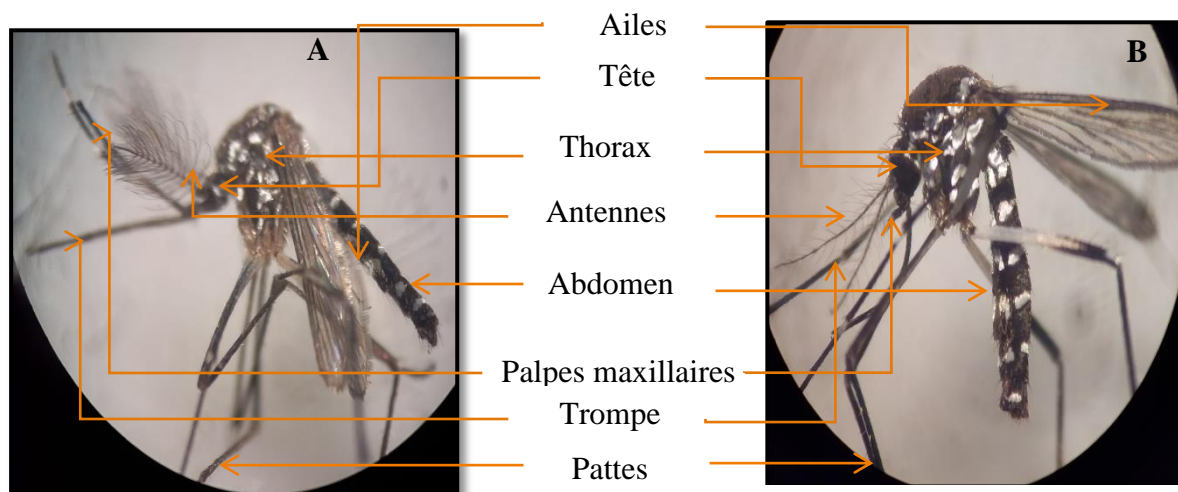 Ailes
A
B
Tête
Thorax
Antennes
Abdomen
Palpes maxillaires
Trompe
Pattes